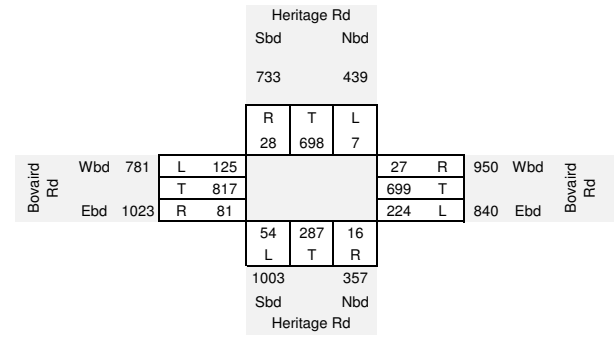 Heritage Rd
Sbd Nbd
733 439
R T L
28 698 7
Bovaird Rd Wbd 781 L 125 27 R 950 Wbd Bovaird Rd
T 817 699 T
Ebd 1023 R 81 224 L 840 Ebd
54 287 16
L T R
1003 357
Sbd Nbd
Heritage Rd